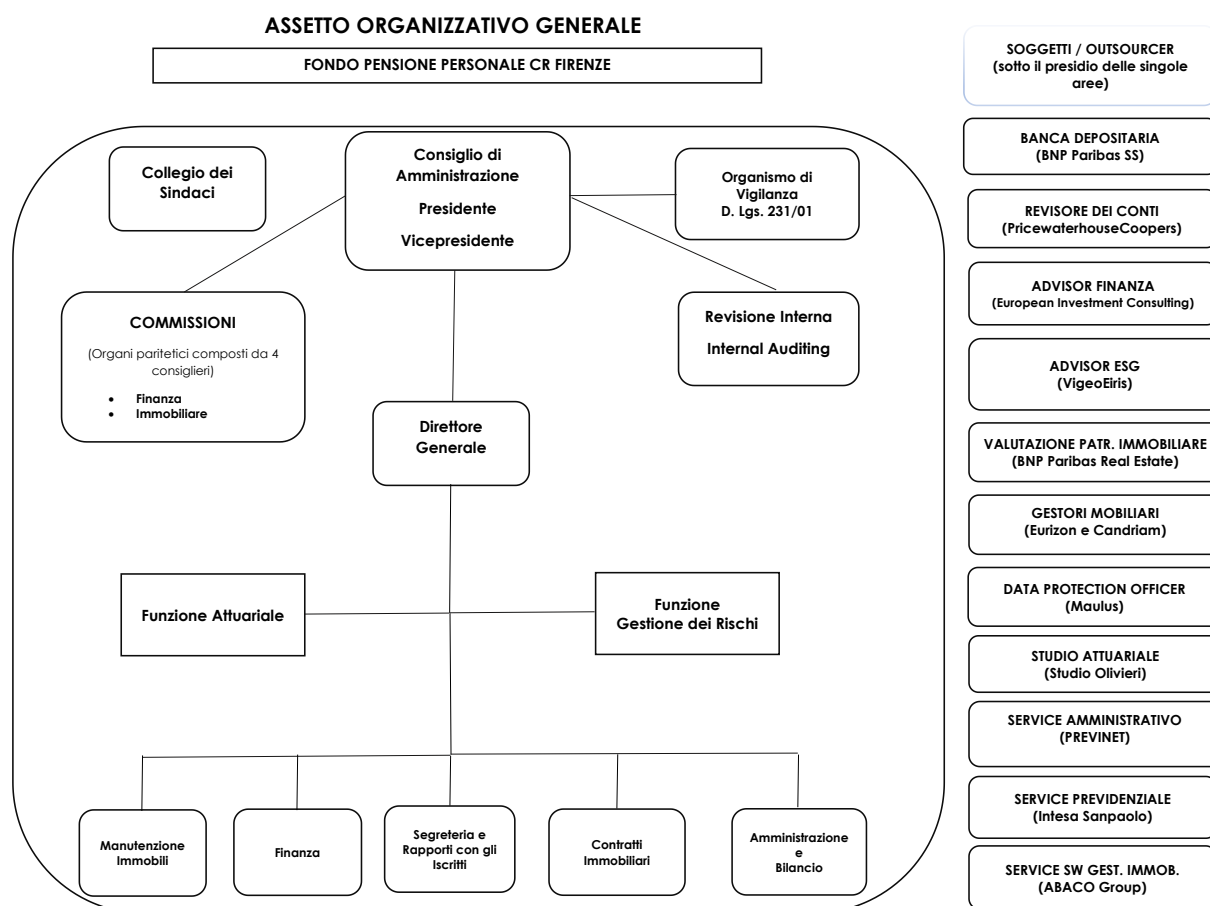 ASSETTO ORGANIZZATIVO GENERALE
FONDO PENSIONE PERSONALE CR FIRENZE
Collegio dei
Sindaci
Consiglio di
Amministrazione
Presidente
Vicepresidente
Organismo di
Vigilanza
D. Lgs. 231/01
COMMISSIONI
(Organi paritetici composti da 4
consiglieri)
• Finanza
• Immobiliare
Revisione Interna
Internal Auditing
Direttore
Generale
Funzione Attuariale
Funzione
Gestione dei Rischi
Manutenzione
Immobili
Finanza
Segreteria e
Rapporti con gli
Iscritti
Contratti
Immobiliari
Amministrazione
e
Bilancio
SOGGETTI / OUTSOURCER
(sotto il presidio delle singole
aree)
BANCA DEPOSITARIA
(BNP Paribas SS)
REVISORE DEI CONTI
(PricewaterhouseCoopers)
ADVISOR FINANZA
(European Investment Consulting)
ADVISOR ESG
(VigeoEiris)
VALUTAZIONE PATR. IMMOBILIARE
(BNP Paribas Real Estate)
GESTORI MOBILIARI
(Eurizon e Candriam)
DATA PROTECTION OFFICER
(Maulus)
STUDIO ATTUARIALE
(Studio Olivieri)
SERVICE AMMINISTRATIVO
(PREVINET)
SERVICE PREVIDENZIALE
(Intesa Sanpaolo)
SERVICE SW GEST. IMMOB.
(ABACO Group)